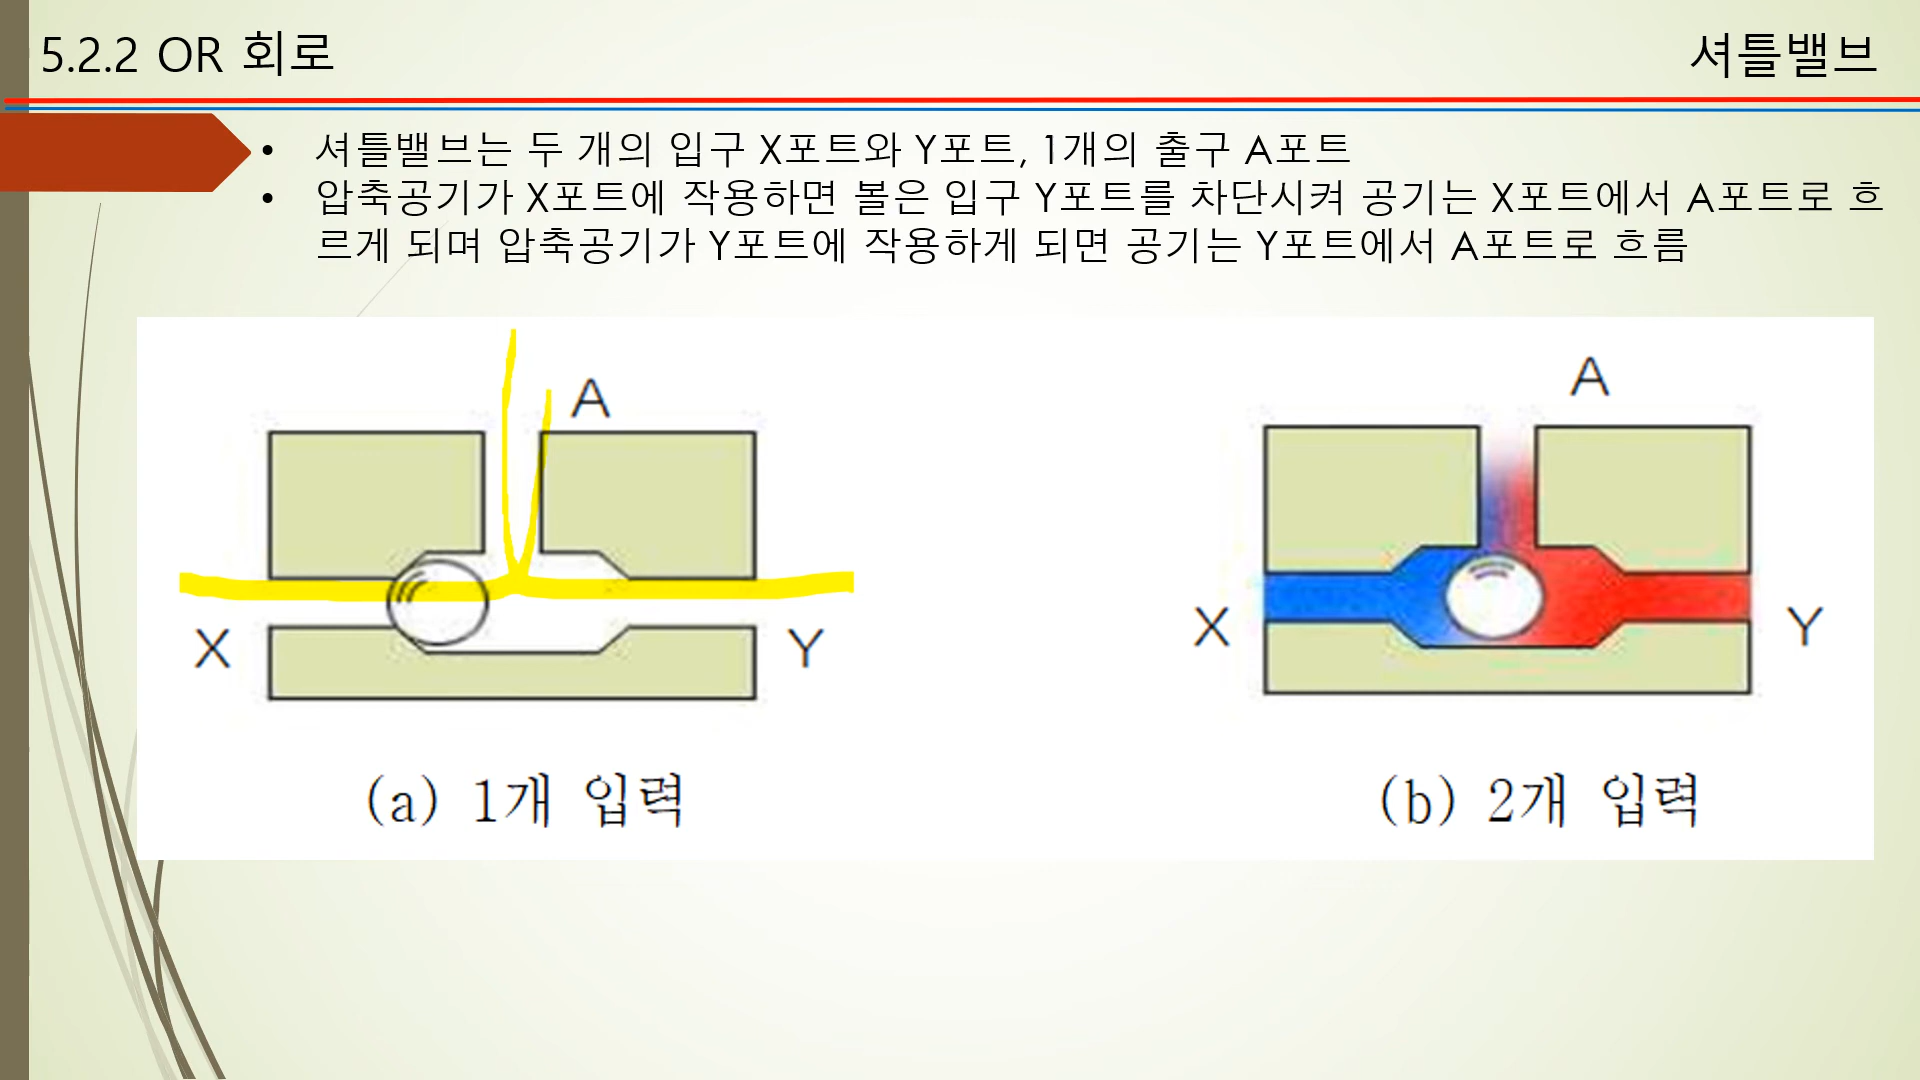 5.2.2 OR 회로
셔틀밸브
• 셔틀밸브는 두 개의 입구 X포트와 Y포트, 1개의 출구 A포트
• 압축공기가 X포트에 작용하면 볼은 입구 Y포트를 차단시켜 공기는 X포트에서 A포트로 흐
르게 되며 압축공기가 Y포트에 작용하게 되면 공기는 Y포트에서 A포트로 흐름
A
X
Y
(a) 1개 입력
A
X
Y
(b) 2개 입력